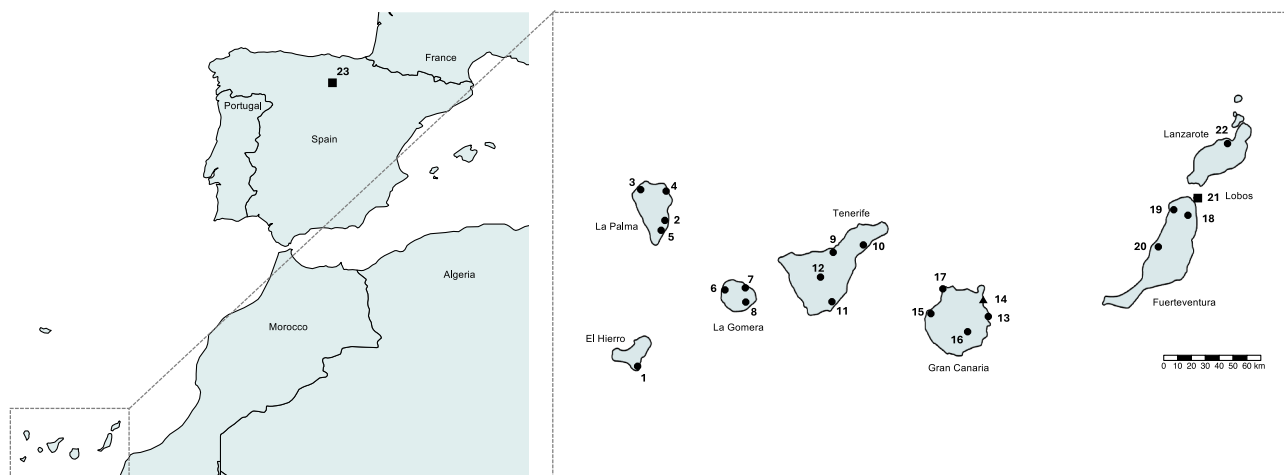 France
23
Portugal
Spain
Algeria
Morocco
Lanzarote
22
3
4
21
Lobos
2
Tenerife
19
18
La Palma
5
9
10
20
12
7
17
6
14
Fuerteventura
8
11
15
13
La Gomera
16
El Hierro
Gran Canaria
0 10 20 30 40 50 60 km
1